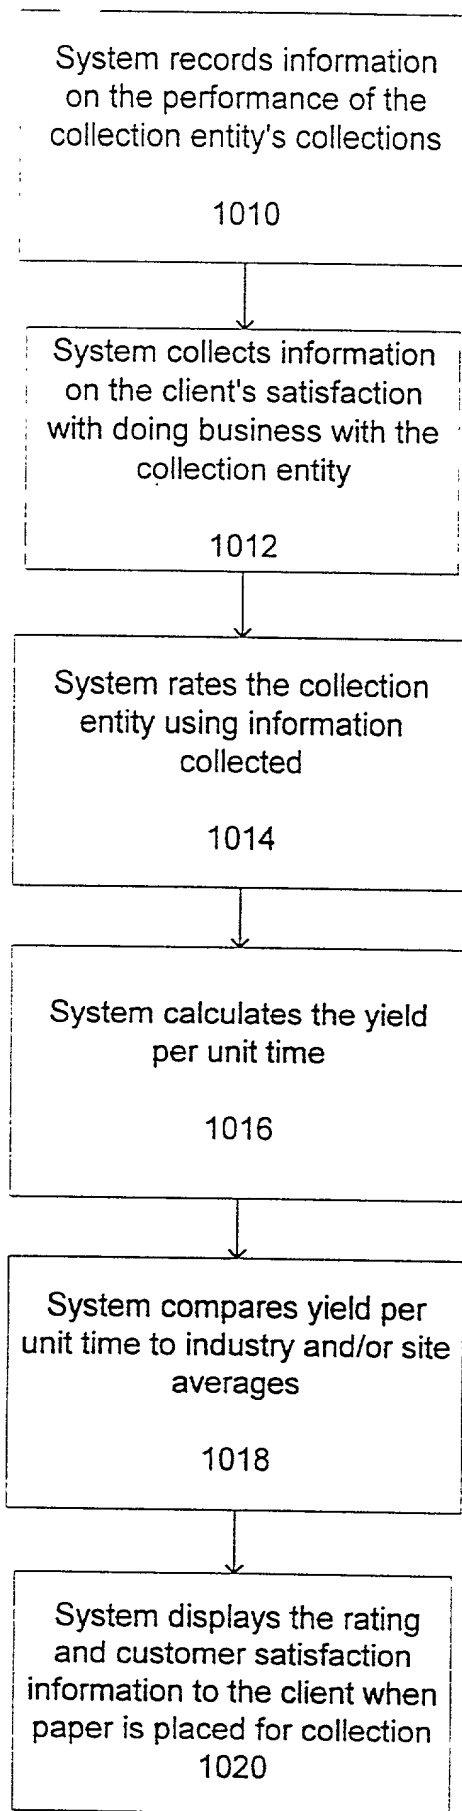 System records information
on the performance of the
collection entity's collections
1010
System collects information
on the client's satisfaction
with doing business with the
collection entity
1012
System rates the collection
entity using information
collected
1014
System calculates the yield
per unit time
1016
System compares yield per
unit time to industry and/or site
averages
1018
System displays the rating
and customer satisfaction
information to the client when
paper is placed for collection
1020